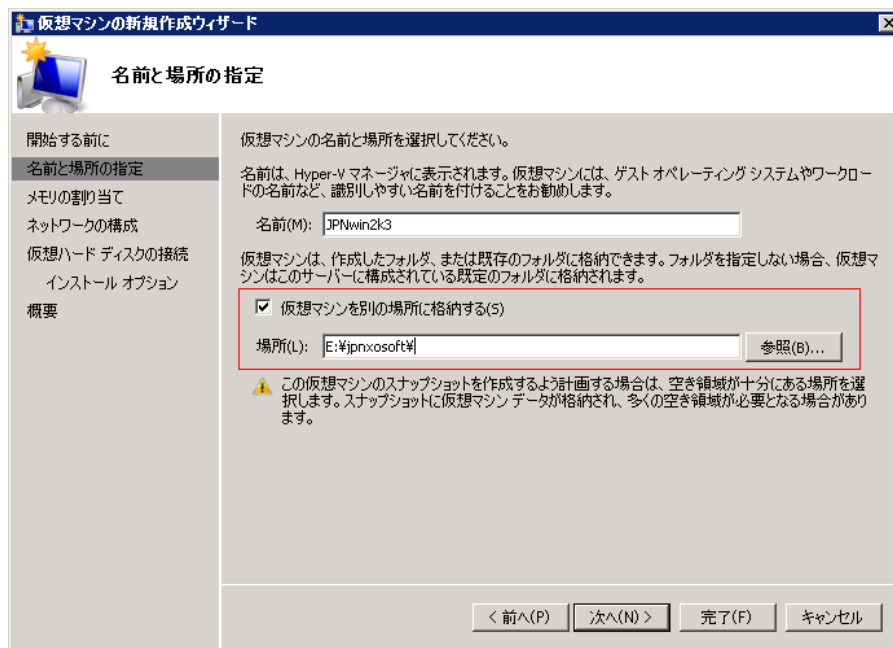 仮想マシンの新規作成ウィザード
名前と場所の指定
開始する前に
名前と場所の指定
メモリの割り当て
ネットワークの構成
仮想ハード ディスクの接続
インストール オプション
概要
仮想マシンの名前と場所を選択してください。
名前は、Hyper-V マネージャに表示されます。仮想マシンには、ゲスト オペレーティング システムやワークロー
ドの名前など、識別しやすい名前を付けることをお勧めします。
名前(M): JPNwin2k3
仮想マシンは、作成したフォルダ、または既存のフォルダに格納できます。フォルダを指定しない場合、仮想マ
シンはこのサーバーに構成されている既定のフォルダに格納されます。
仮想マシンを別の場所に格納する(S)
場所(L): E:¥jpnxosoft¥ 参照(B)...
この仮想マシンのスナップショットを作成するよう計画する場合は、空き領域が十分にある場所を選
択します。スナップショットに仮想マシン データが格納され、多くの空き領域が必要となる場合があり
ます。
< 前へ(P) 次へ(N) > 完了(F) キャンセル